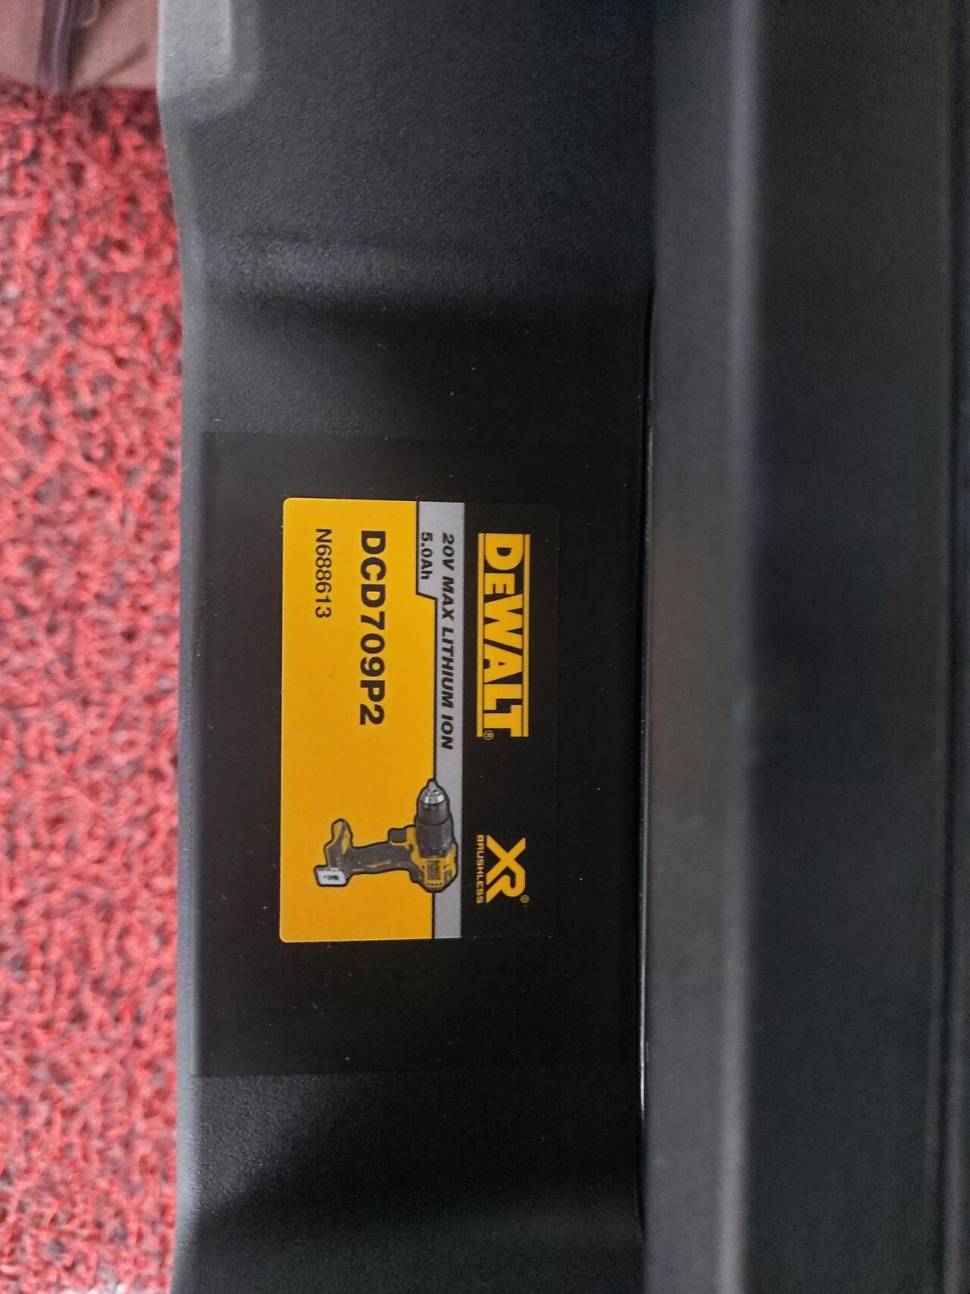 DEWALT®
XR®
BRUSHLESS
20V MAX LITHIUM ION
5.0Ah
DCD709P2
N688613